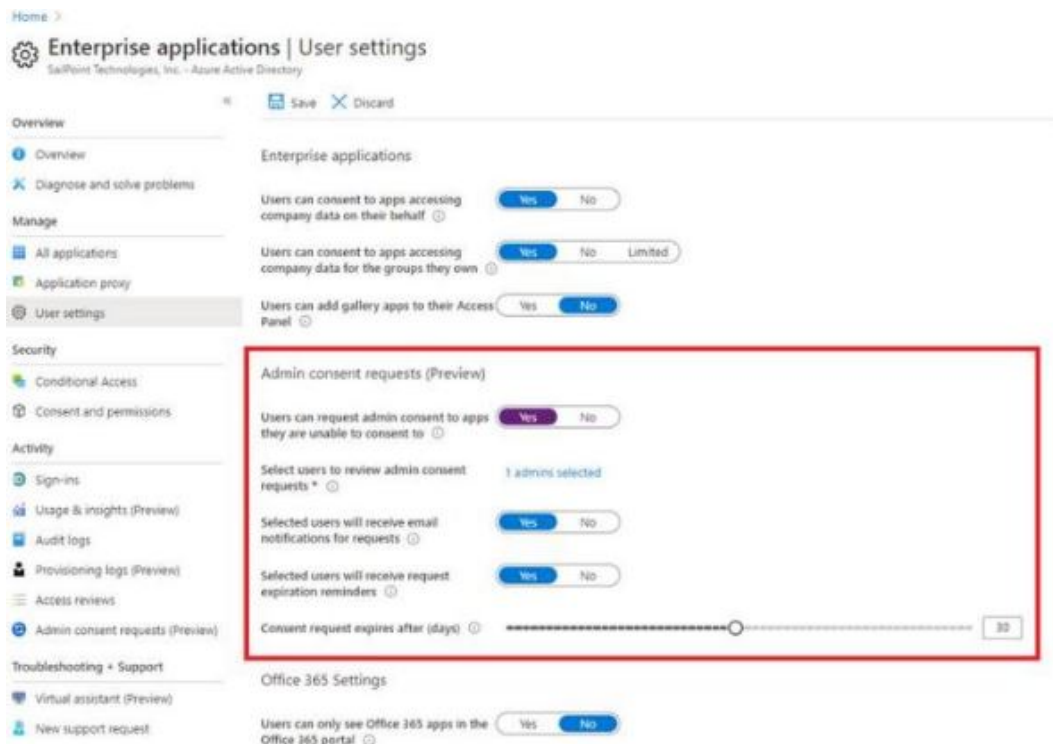 Home >
Enterprise applications | User settings
SailPoint Technologies, Inc. - Azure Active Directory
«
Save
Discard
Overview
Overview
Diagnose and solve problems
Manage
All applications
Application proxy
User settings
Security
Conditional Access
Consent and permissions
Activity
Sign-ins
Usage & insights (Preview)
Audit logs
Provisioning logs (Preview)
Access reviews
Admin consent requests (Preview)
Troubleshooting + Support
Virtual assistant (Preview)
New support request
Enterprise applications
Users can consent to apps accessing
company data on their behalf
Yes No
Users can consent to apps accessing
company data for the groups they own
Yes No Limited
Users can add gallery apps to their Access
Panel
Yes No
Admin consent requests (Preview)
Users can request admin consent to apps
they are unable to consent to
Yes No
Select users to review admin consent
requests *
1 admins selected
Selected users will receive email
notifications for requests
Yes No
Selected users will receive request
expiration reminders
Yes No
Consent request expires after (days)
30
Office 365 Settings
Users can only see Office 365 apps in the
Office 365 portal
Yes No